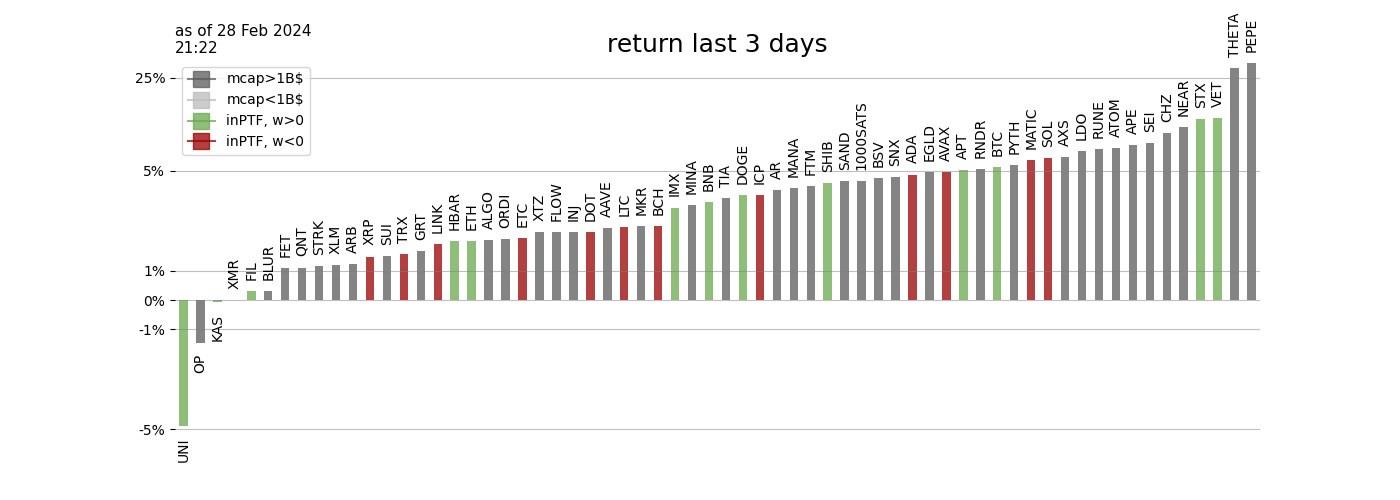 as of 28 Feb 2024
21:22
return last 3 days
mcap>1B$
mcap<1B$
inPTF, w>0
inPTF, w<0
25%
5%
1%
0%
-1%
-5%
UNI
OP
KAS
XMR
FIL
BLUR
FET
QNT
STRK
XLM
ARB
XRP
SUI
TRX
GRT
LINK
HBAR
ETH
ALGO
ORDI
ETC
XTZ
FLOW
INJ
DOT
AAVE
LTC
MKR
BCH
IMX
MINA
BNB
TIA
DOGE
ICP
AR
MANA
FTM
SHIB
SAND
1000SATS
BSV
SNX
ADA
EGLD
AVAX
APT
RNDR
BTC
PYTH
MATIC
SOL
AXS
LDO
RUNE
ATOM
APE
SEI
CHZ
NEAR
STX
VET
THETA
PEPE